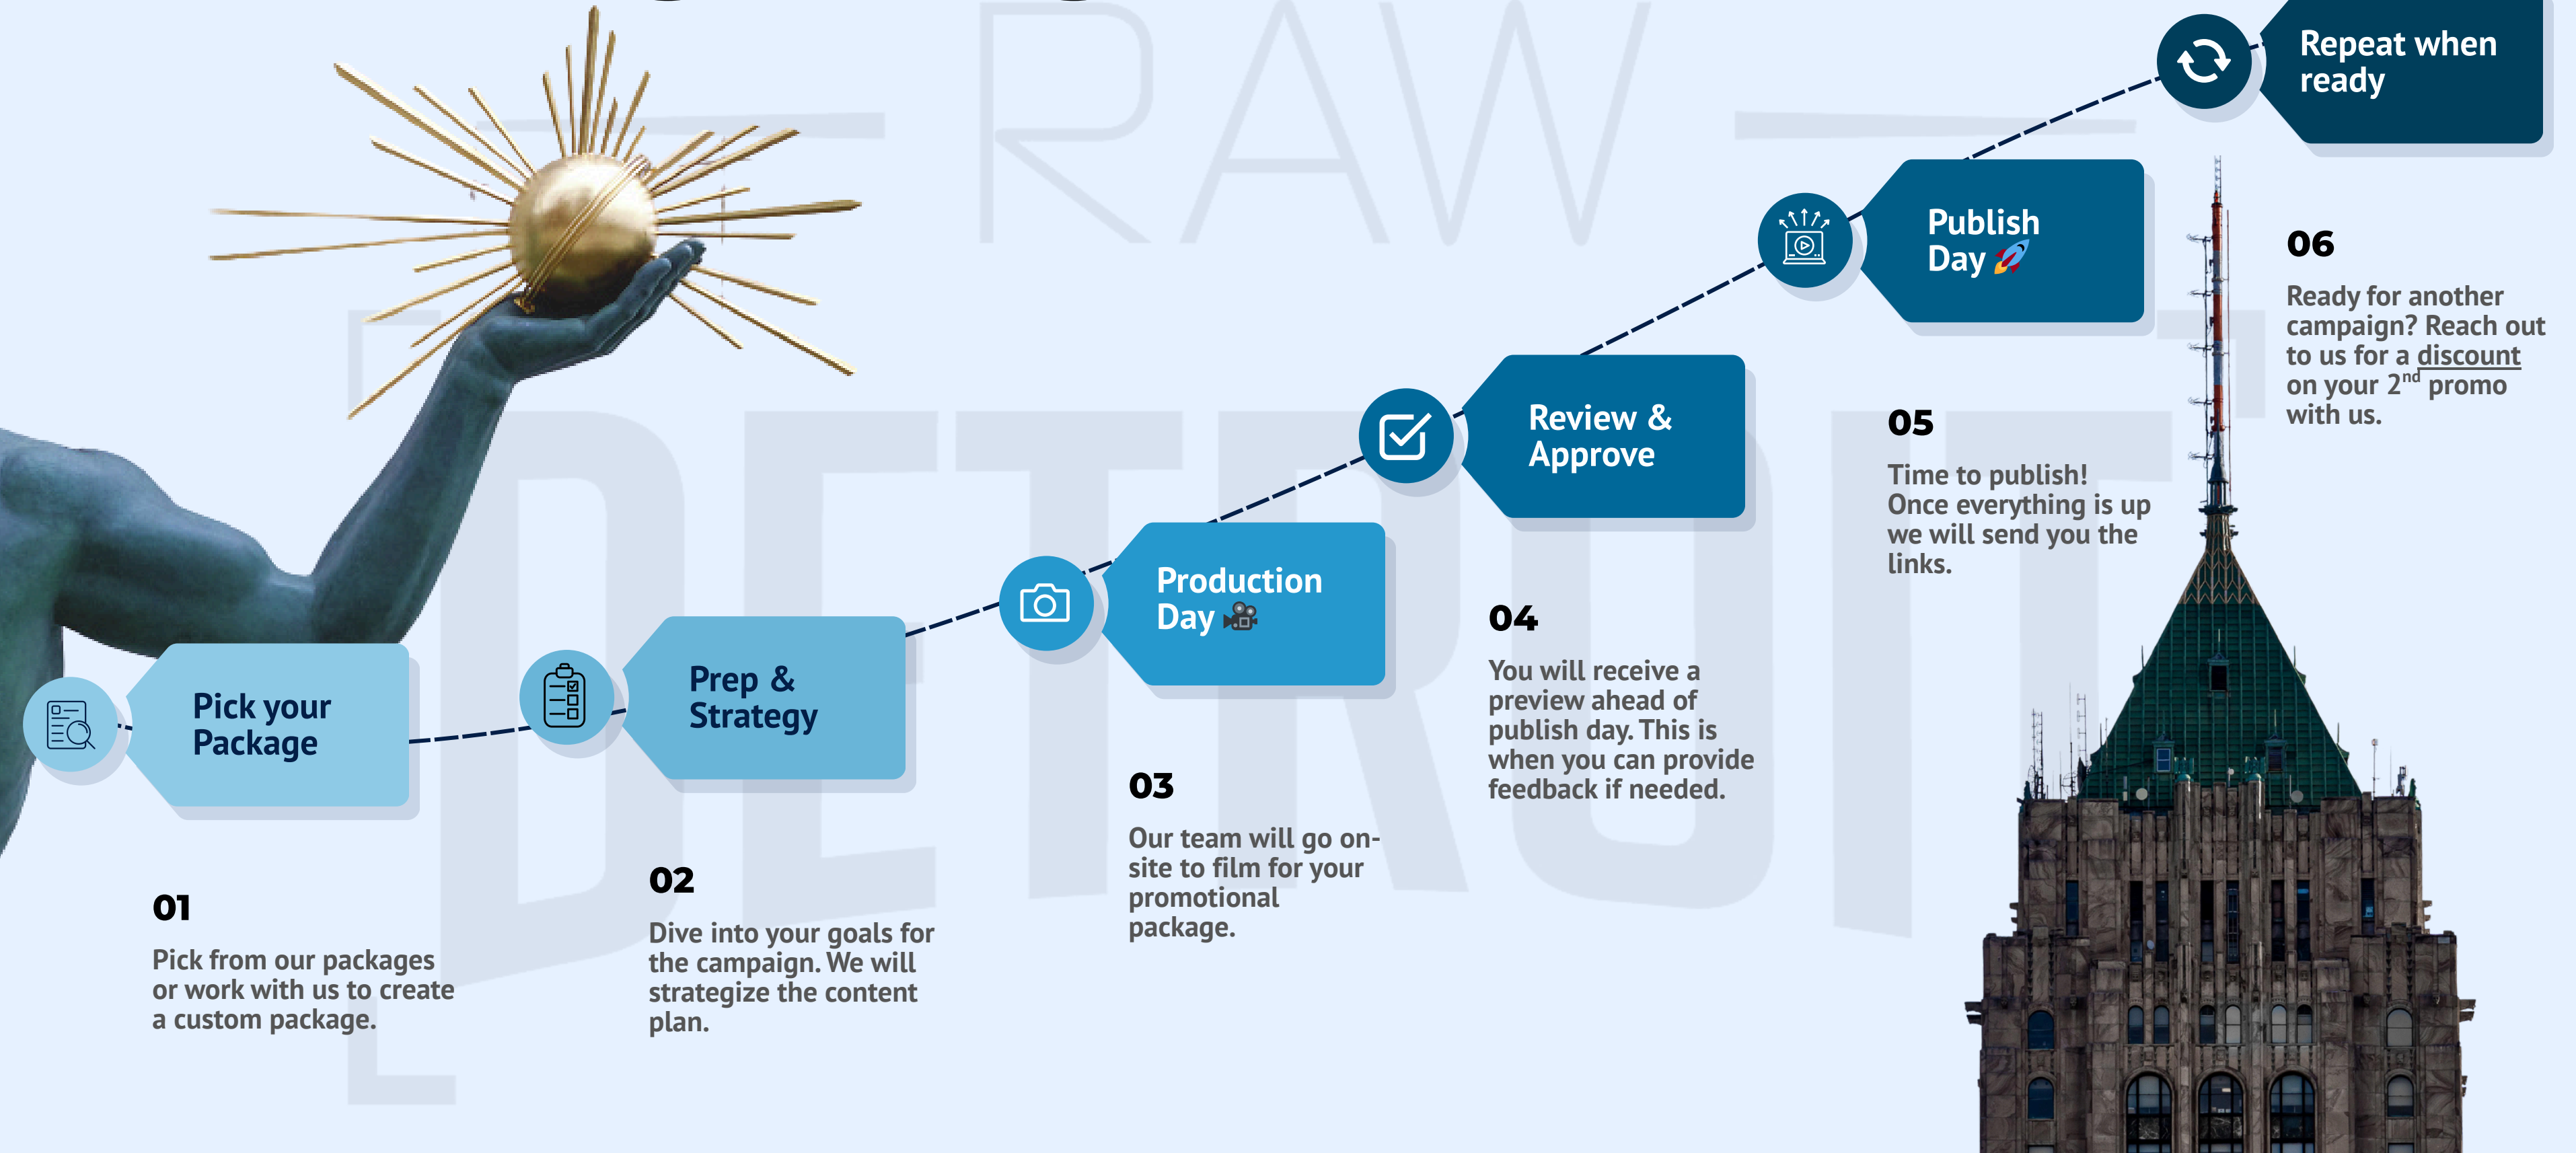 RAW
DETROIT
Pick your
Package
01
Pick from our packages
or work with us to create
a custom package.
Prep &
Strategy
02
Dive into your goals for
the campaign. We will
strategize the content
plan.
Production
Day 🎥
03
Our team will go on-
site to film for your
promotional
package.
Review &
Approve
04
You will receive a
preview ahead of
publish day. This is
when you can provide
feedback if needed.
Publish
Day 🚀
05
Time to publish!
Once everything is up
we will send you the
links.
Repeat when
ready
06
Ready for another
campaign? Reach out
to us for a discount
on your 2nd promo
with us.